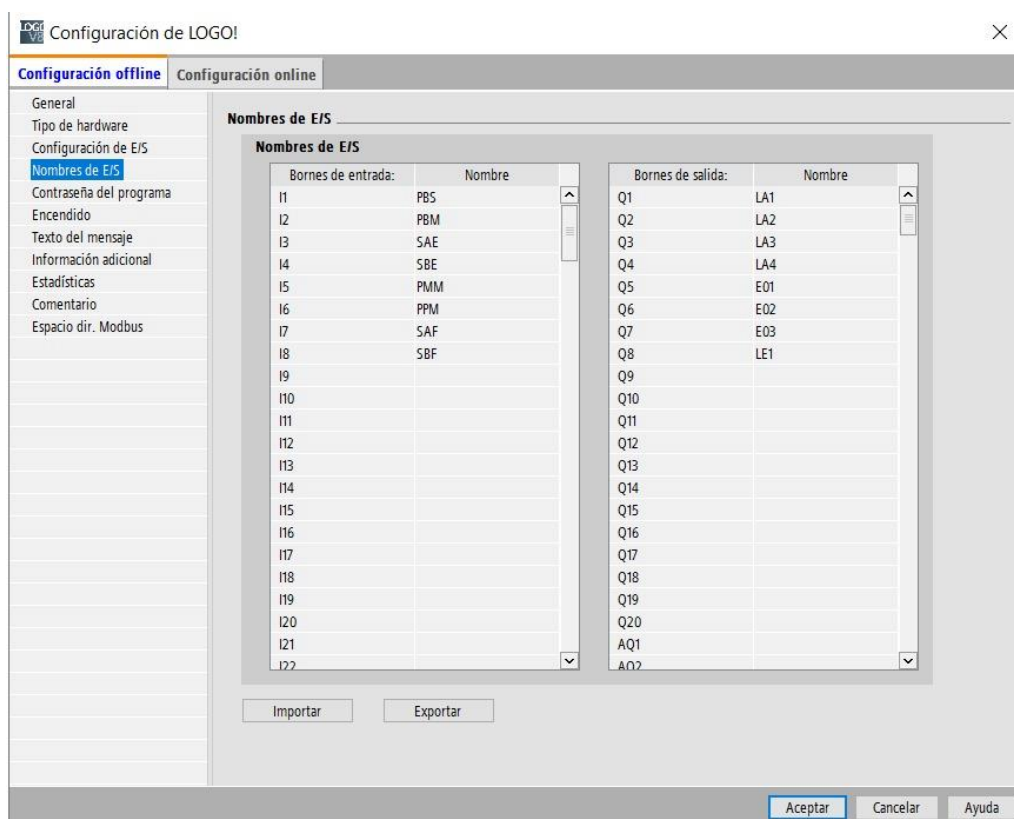 LOGO V8 Configuración de LOGO!
Configuración offline Configuración online
General
Tipo de hardware
Configuración de E/S
Nombres de E/S
Contraseña del programa
Encendido
Texto del mensaje
Información adicional
Estadísticas
Comentario
Espacio dir. Modbus
Nombres de E/S
Nombres de E/S
Bornes de entrada: Nombre
I1 PBS
I2 PBM
I3 SAE
I4 SBE
I5 PMM
I6 PPM
I7 SAF
I8 SBF
I9
I10
I11
I12
I13
I14
I15
I16
I17
I18
I19
I20
I21
I22
Bornes de salida: Nombre
Q1 LA1
Q2 LA2
Q3 LA3
Q4 LA4
Q5 E01
Q6 E02
Q7 E03
Q8 LE1
Q9
Q10
Q11
Q12
Q13
Q14
Q15
Q16
Q17
Q18
Q19
Q20
AQ1
AQ2
Importar Exportar
Aceptar Cancelar Ayuda